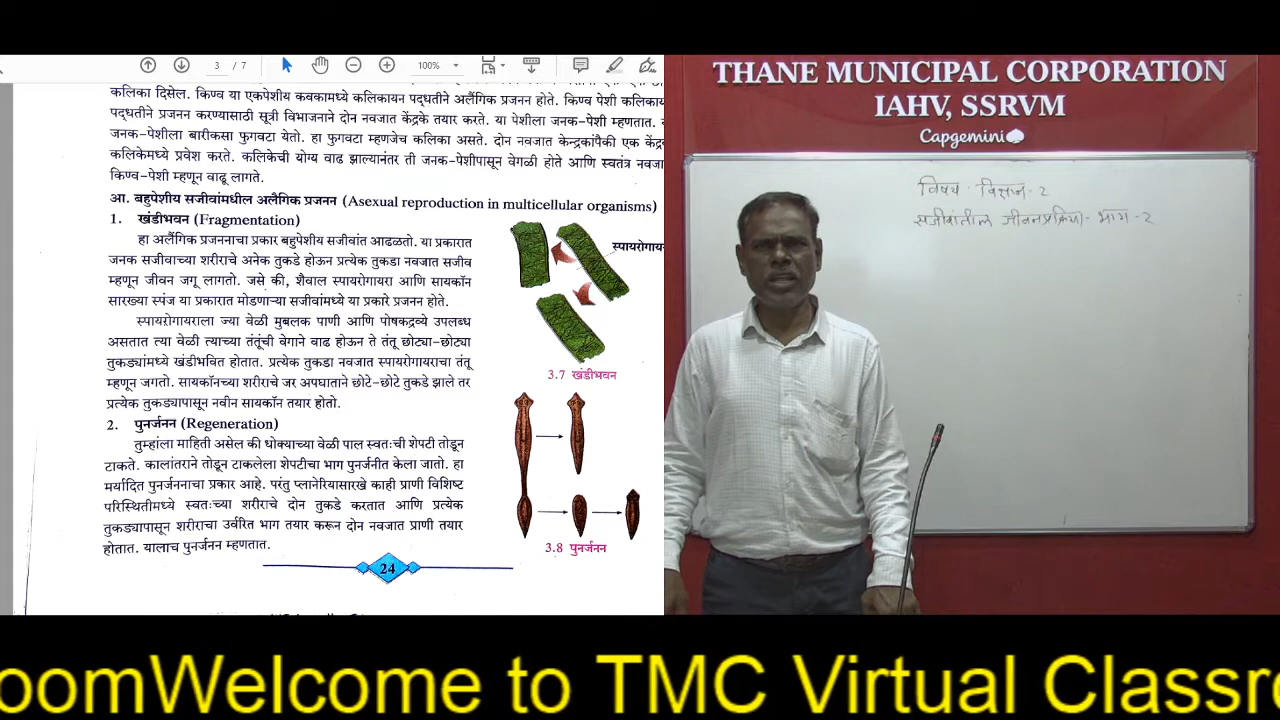 3 / 7
100%
कलिका दिसेल. किण्व या एकपेशीय कवकामध्ये कलिकायन पद्धतीने अलैंगिक प्रजनन होते. किण्व पेशी कलिकाय
पद्धतीने प्रजनन करण्यासाठी सूत्री विभाजनाने दोन नवजात केंद्रके तयार करते. या पेशीला जनक-पेशी म्हणतात.
जनक-पेशीला बारीकसा फुगवटा येतो. हा फुगवटा म्हणजेच कलिका असते. दोन नवजात केन्द्रकांपैकी एक केंद्र
कलिकेमध्ये प्रवेश करते. कलिकेची योग्य वाढ झाल्यानंतर ती जनक-पेशीपासून वेगळी होते आणि स्वतंत्र नवजा
किण्व-पेशी म्हणून वाढू लागते.
आ. बहुपेशीय सजीवांमधील अलैगिक प्रजनन (Asexual reproduction in multicellular organisms)
1. खंडीभवन (Fragmentation)
हा अलैंगिक प्रजननाचा प्रकार बहुपेशीय सजीवांत आढळतो. या प्रकारात
जनक सजीवाच्या शरीराचे अनेक तुकडे होऊन प्रत्येक तुकडा नवजात सजीव
म्हणून जीवन जगू लागतो. जसे की, शैवाल स्पायरोगायरा आणि सायकॉन
सारख्या स्पंज या प्रकारात मोडणाऱ्या सजीवांमध्ये या प्रकारे प्रजनन होते.
स्पायरोगायराला ज्या वेळी मुबलक पाणी आणि पोषकद्रव्ये उपलब्ध
असतात त्या वेळी त्याच्या तंतूंची वेगाने वाढ होऊन ते तंतू छोट्या-छोट्या
तुकड्यांमध्ये खंडीभवित होतात. प्रत्येक तुकडा नवजात स्पायरोगायराचा तंतू
म्हणून जगतो. सायकॉनच्या शरीराचे जर अपघाताने छोटे-छोटे तुकडे झाले तर
प्रत्येक तुकड्यापासून नवीन सायकॉन तयार होतो.
स्पायरोगाय
3.7 खंडीभवन
2. पुनर्जनन (Regeneration)
तुम्हांला माहिती असेल की धोक्याच्या वेळी पाल स्वतःची शेपटी तोडून
टाकते. कालांतराने तोडून टाकलेला शेपटीचा भाग पुनर्जनीत केला जातो. हा
मर्यादित पुनर्जननाचा प्रकार आहे. परंतु प्लानेरियासारखे काही प्राणी विशिष्ट
परिस्थितीमध्ये स्वतःच्या शरीराचे दोन तुकडे करतात आणि प्रत्येक
तुकड्यापासून शरीराचा उर्वरित भाग तयार करून दोन नवजात प्राणी तयार
होतात. यालाच पुनर्जनन म्हणतात.
3.8 पुनर्जनन
24
THANE MUNICIPAL CORPORATION
IAHV, SSRVM
Capgemini
विषय - विज्ञान - २
सजीवांतील जीवनप्रक्रिया - भाग - २
oomWelcome to TMC Virtual Classr